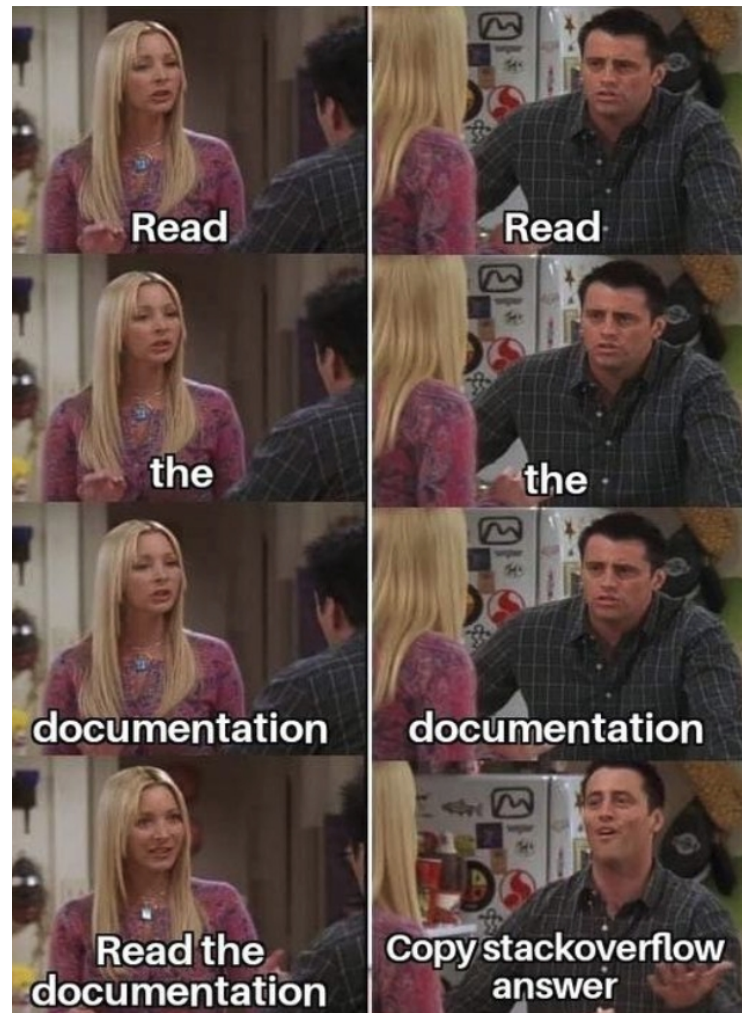 Read
Read
the
the
documentation
documentation
Read the
documentation
Copy stackoverflow
answer